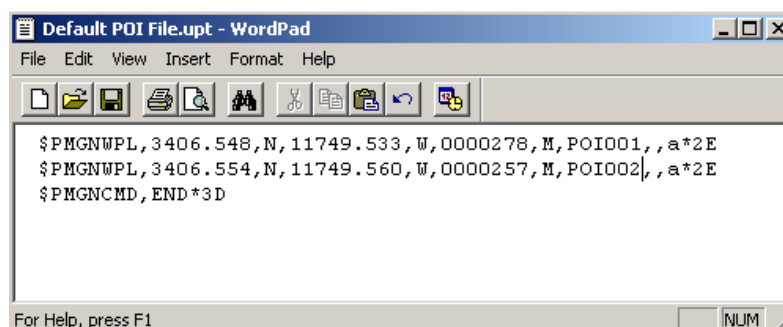 Default POI File.upt - WordPad
File Edit View Insert Format Help
$PMGNWPL,3406.548,N,11749.533,W,0000278,M,POI001,,a*2E
$PMGNWPL,3406.554,N,11749.560,W,0000257,M,POI002,,a*2E
$PMGNCMD,END*3D
For Help, press F1 NUM